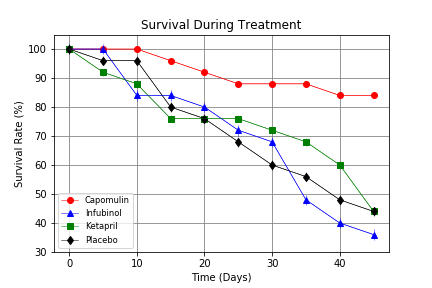 Survival During Treatment
100
90
80
70
60
50
40
30
Survival Rate (%)
Capomulin
Infubinol
Ketapril
Placebo
0
10
20
30
40
Time (Days)